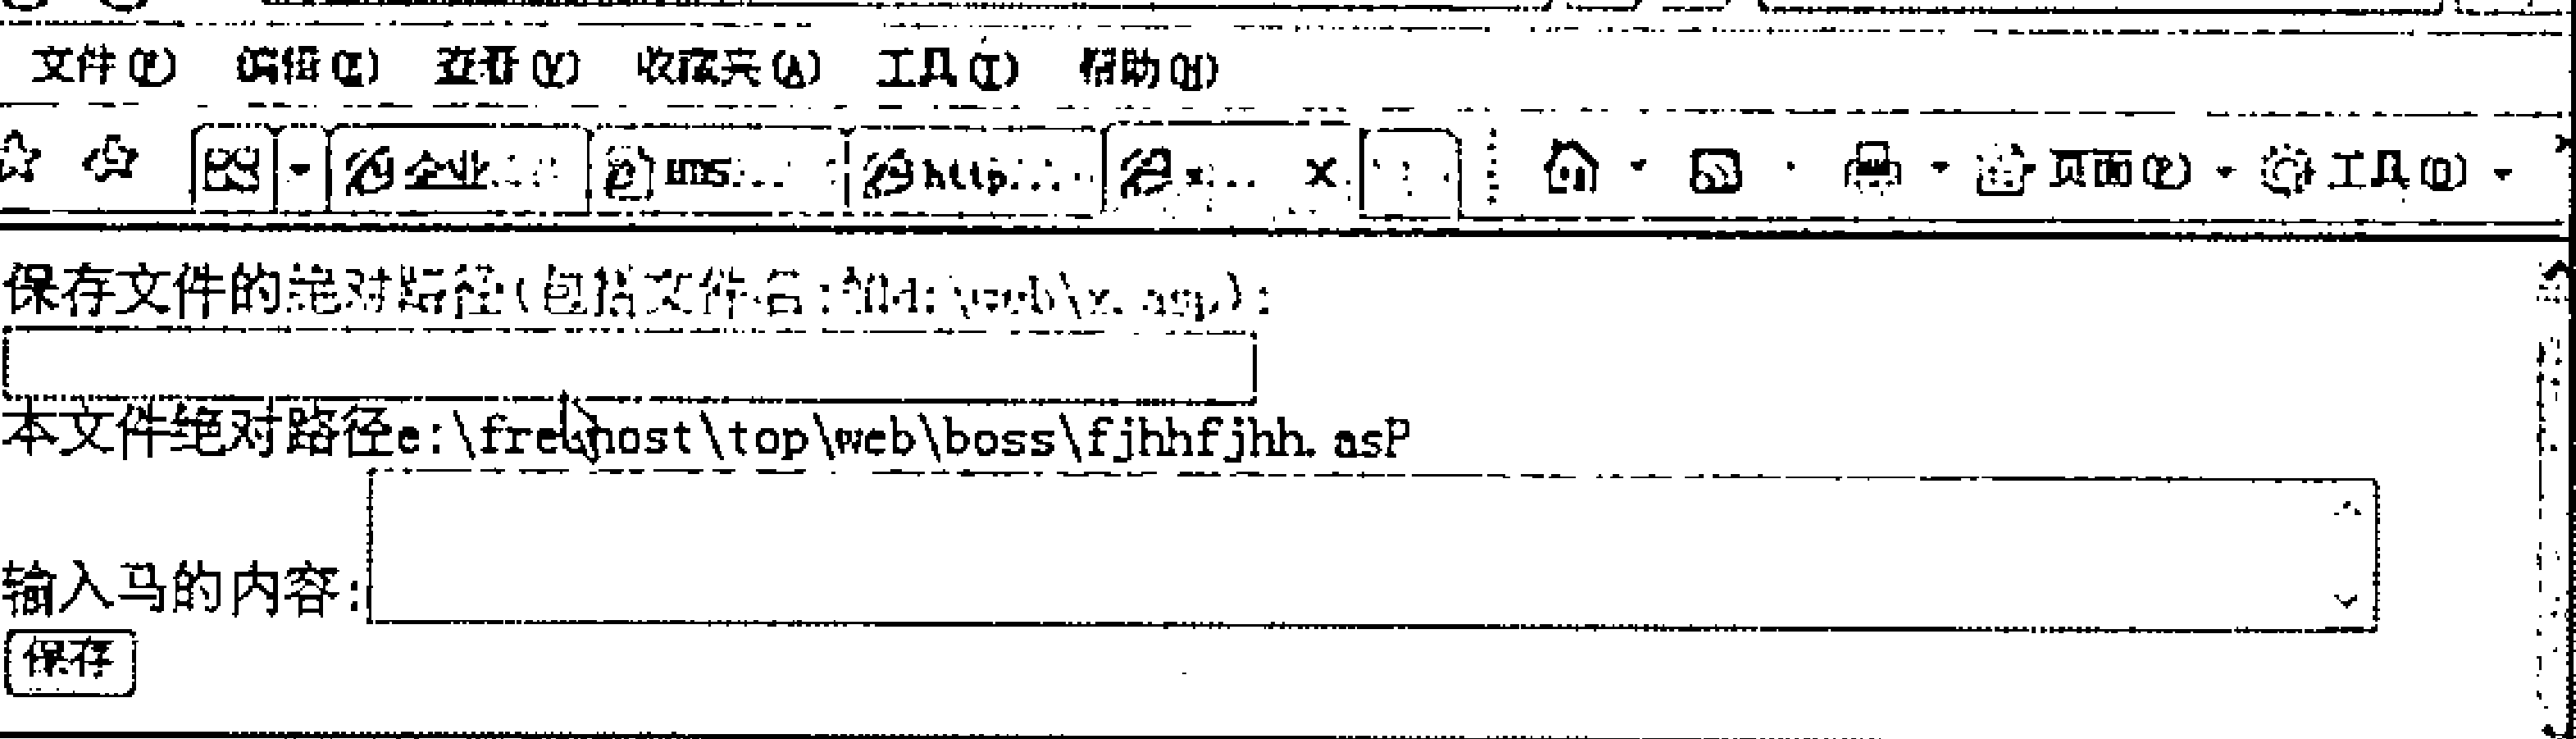 文件(F) 编辑(E) 查看(V) 收藏夹(A) 工具(T) 帮助(H)
企业... http... x... 页面(P) 工具(O)
保存文件的绝对路径(包括文件名:如d:\web\x.asp):
本文件绝对路径e:\freehost\top\web\boss\fjhhfjhh.asP
输入马的内容:
保存